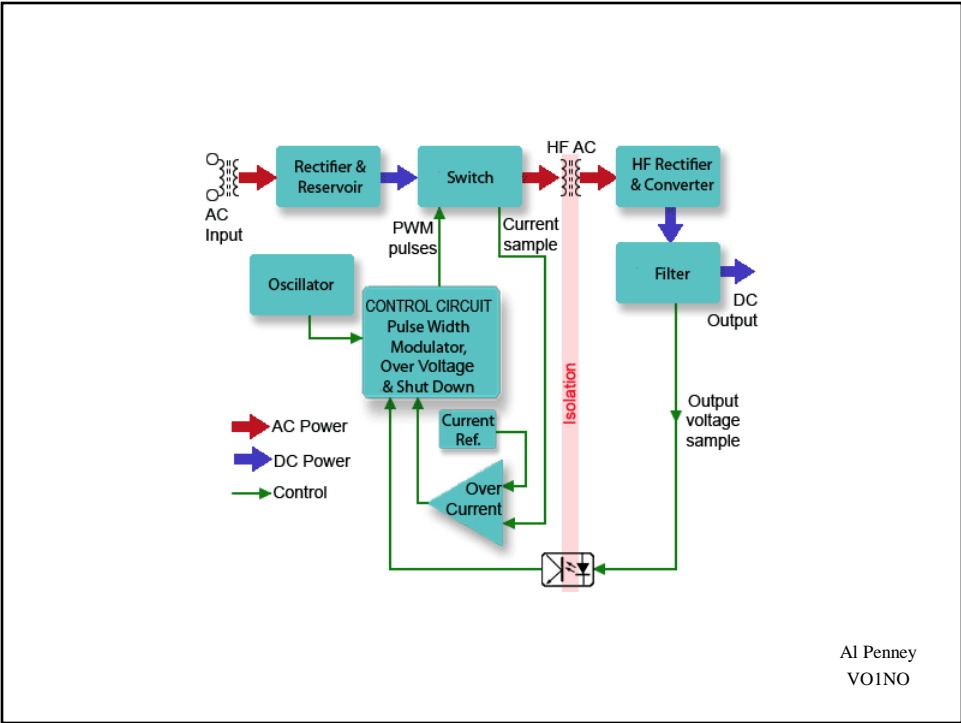 HF AC
AC
Input
Rectifier &
Reservoir
Switch
HF Rectifier
& Converter
PWM
pulses
Current
sample
Oscillator
Filter
DC
Output
CONTROL CIRCUIT
Pulse Width
Modulator,
Over Voltage
& Shut Down
Isolation
Output
voltage
sample
Current
Ref.
AC Power
DC Power
Control
Over
Current
Al Penney
VO1NO